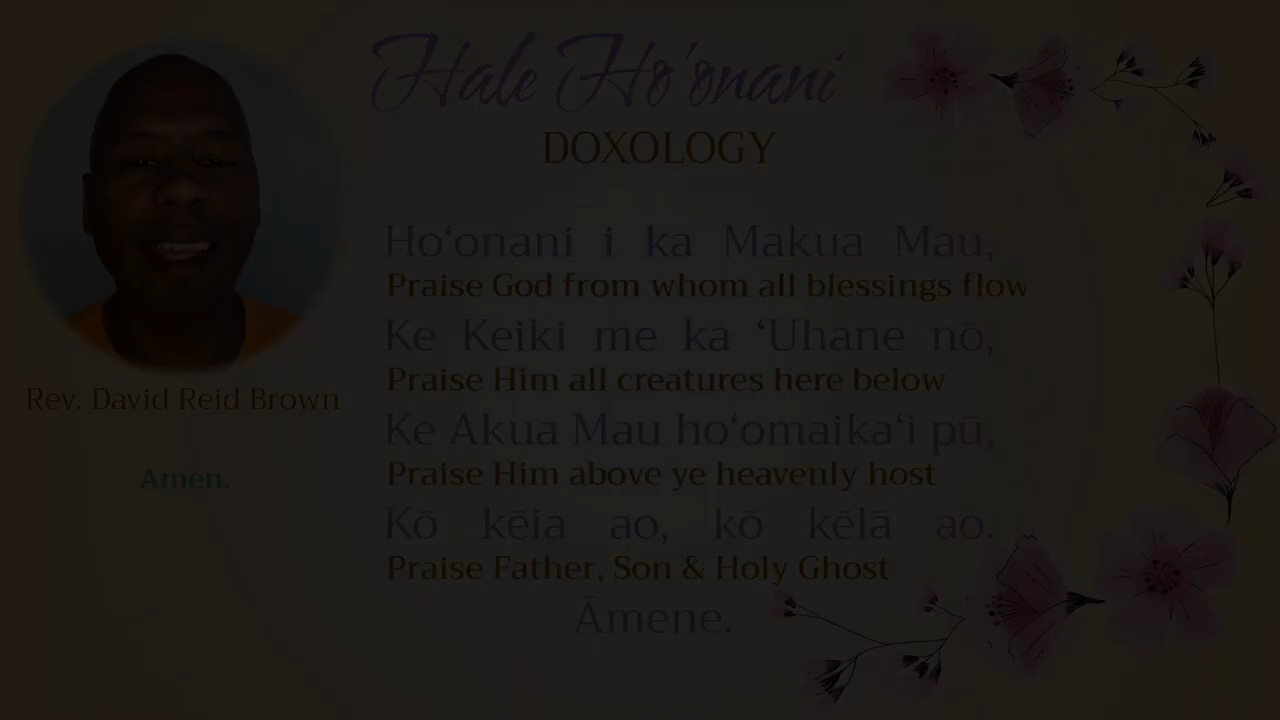 Hale Ho'onani
DOXOLOGY
Hoʻonani i ka Makua Mau,
Praise God from whom all blessings flow
Ke Keiki me ka ʻUhane nō,
Praise Him all creatures here below
Ke Akua Mau hoʻomaikaʻi pū,
Praise Him above ye heavenly host
Kō kēia ao, kō kēlā ao.
Praise Father, Son & Holy Ghost
Āmene.
Rev. David Reid Brown
Amen.